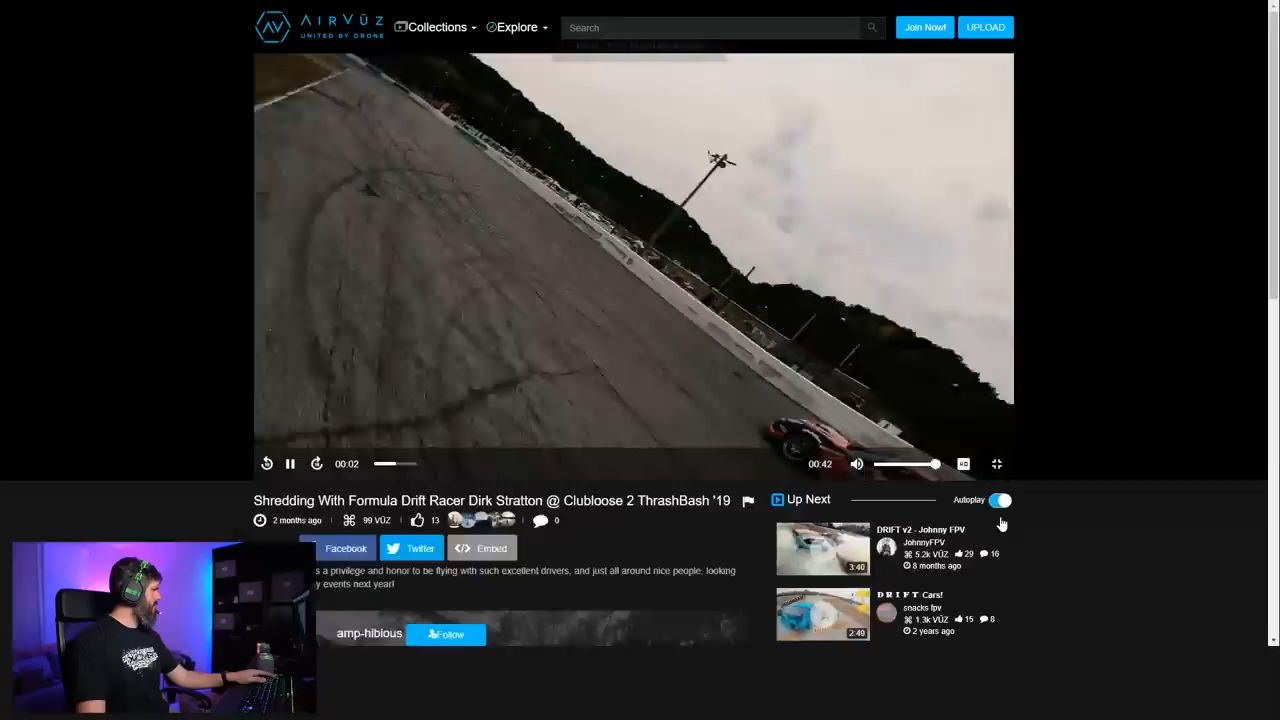 AIRVŪZ
UNITED BY DRONE
Collections
Explore
Search
Join Now!
UPLOAD
00:02
00:42
HD
Shredding With Formula Drift Racer Dirk Stratton @ Clubloose 2 ThrashBash '19
2 months ago
99 VŪZ
13
0
Facebook
Twitter
Embed
s a privilege and honor to be flying with such excellent drivers, and just all around nice people, looking
y events next year!
amp-hibious
Follow
Up Next
Autoplay
3:40
DRIFT v2 - Johnny FPV
JohnnyFPV
5.2k VŪZ 29 16
8 months ago
2:49
D R I F T Cars!
snacks fpv
1.3k VŪZ 15 8
2 years ago